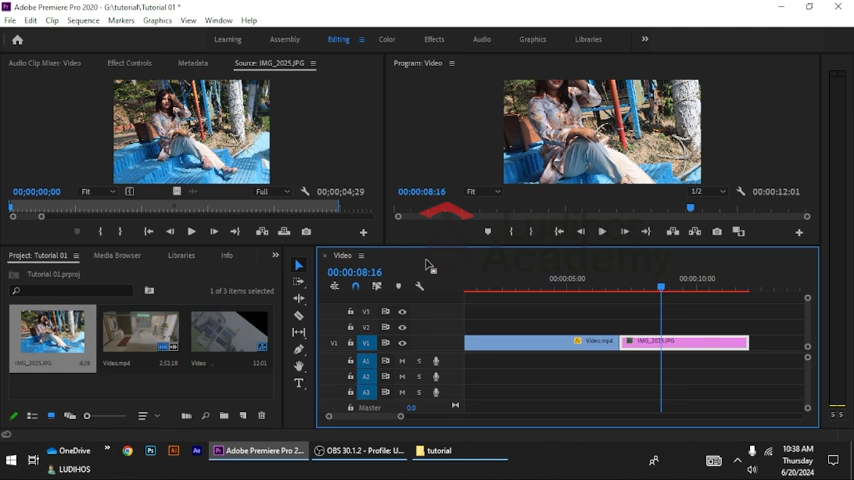 Adobe Premiere Pro 2020 - G:\tutorial\Tutorial 01 *
File Edit Clip Sequence Markers Graphics View Window Help
Learning Assembly Editing Color Effects Audio Graphics Libraries
Audio Clip Mixer: Video Effect Controls Metadata Source: IMG_2025.JPG
Program: Video
00;00;00;00 Fit Full 00;00;04;29
00:00:08:16 Fit 1/2 00:00:12:01
Ludihos
Academy
Project: Tutorial 01 Media Browser Libraries Info
Tutorial 01.prproj
1 of 3 items selected
IMG_2025.JPG 4;29
Video.mp4 2:52:19
Video 12:01
Video
00:00:08:16
00:00:05:00 00:00:10:00
V3
V2
V1 V1 Video.mp4 IMG_2025.JPG
A1 M S
A2 M S
A3 M S
Master 0.0
S S
OneDrive
Adobe Premiere Pro 2... OBS 30.1.2 - Profile: U... tutorial
LUDIHOS
10:38 AM
Thursday
6/20/2024